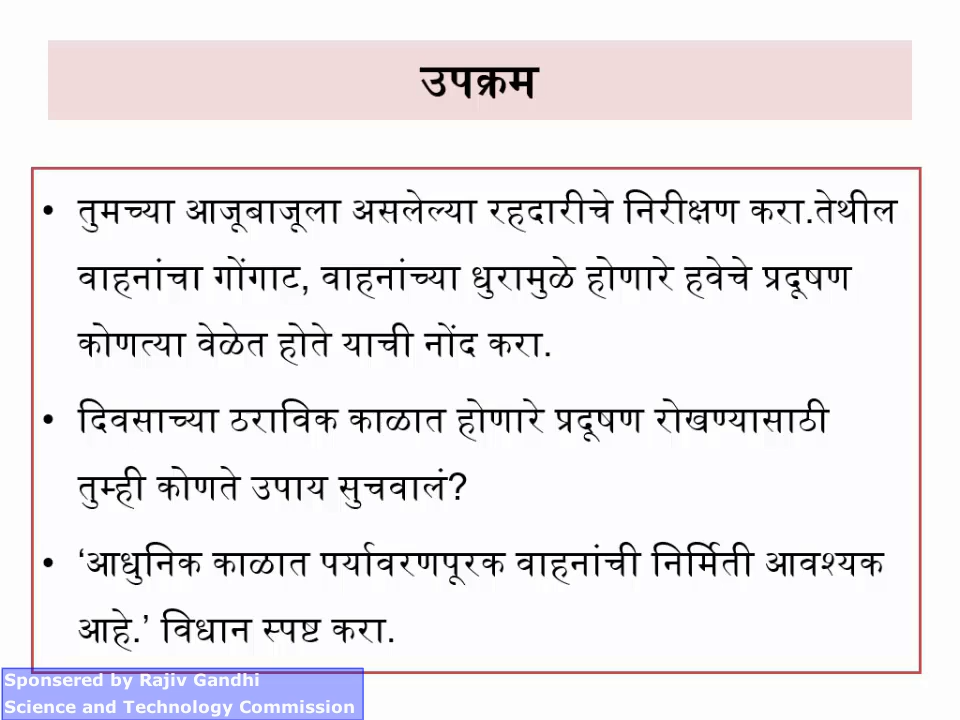 उपक्रम
• तुमच्या आजूबाजूला असलेल्या रहदारीचे निरीक्षण करा.तेथील
वाहनांचा गोंगाट, वाहनांच्या धुरामुळे होणारे हवेचे प्रदूषण
कोणत्या वेळेत होते याची नोंद करा.
• दिवसाच्या ठराविक काळात होणारे प्रदूषण रोखण्यासाठी
तुम्ही कोणते उपाय सुचवालं?
• ‘आधुनिक काळात पर्यावरणपूरक वाहनांची निर्मिती आवश्यक
आहे.’ विधान स्पष्ट करा.
Sponsered by Rajiv Gandhi
Science and Technology Commission